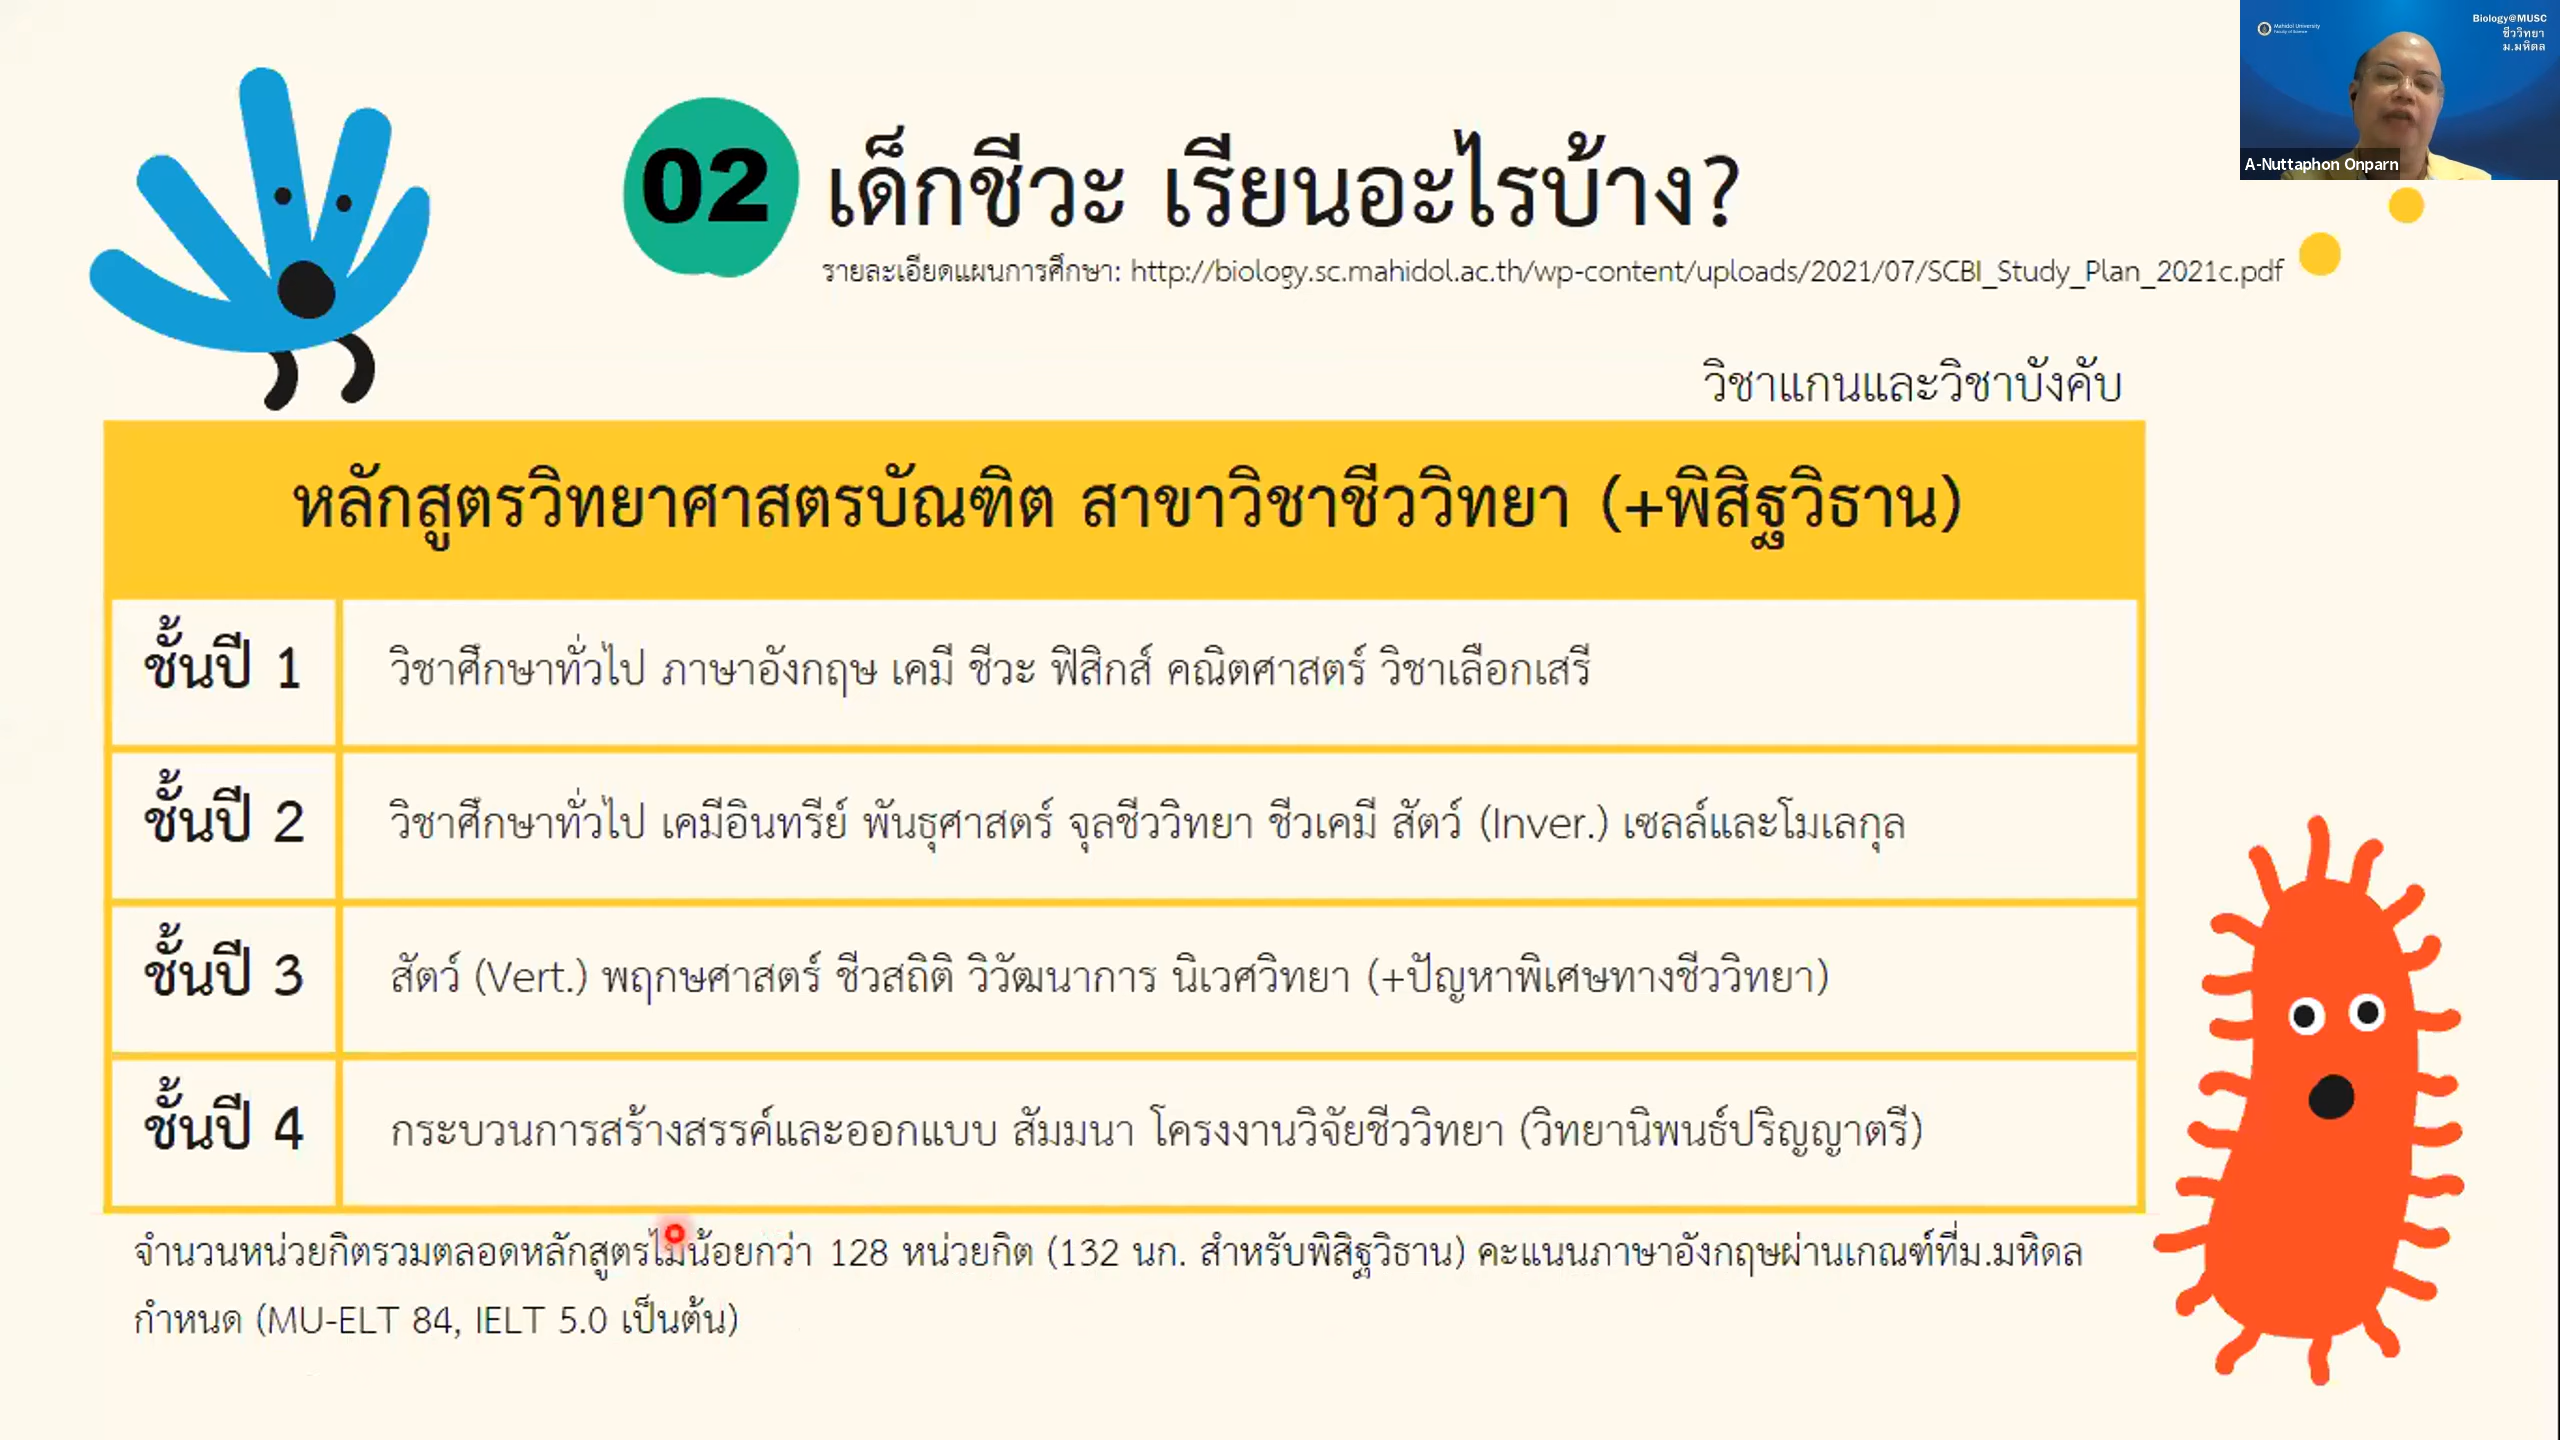 Mahidol University
Faculty of Science
Biology@MUSC
ชีววิทยา
ม.มหิดล
A-Nuttaphon Onparn
02
เด็กชีวะ เรียนอะไรบ้าง?
รายละเอียดแผนการศึกษา: http://biology.sc.mahidol.ac.th/wp-content/uploads/2021/07/SCBI_Study_Plan_2021c.pdf
วิชาแกนและวิชาบังคับ
หลักสูตรวิทยาศาสตรบัณฑิต สาขาวิชาชีววิทยา (+พิสิฐวิธาน)
ชั้นปี 1
วิชาศึกษาทั่วไป ภาษาอังกฤษ เคมี ชีวะ ฟิสิกส์ คณิตศาสตร์ วิชาเลือกเสรี
ชั้นปี 2
วิชาศึกษาทั่วไป เคมีอินทรีย์ พันธุศาสตร์ จุลชีววิทยา ชีวเคมี สัตว์ (Inver.) เซลล์และโมเลกุล
ชั้นปี 3
สัตว์ (Vert.) พฤกษศาสตร์ ชีวสถิติ วิวัฒนาการ นิเวศวิทยา (+ปัญหาพิเศษทางชีววิทยา)
ชั้นปี 4
กระบวนการสร้างสรรค์และออกแบบ สัมมนา โครงงานวิจัยชีววิทยา (วิทยานิพนธ์ปริญญาตรี)
จำนวนหน่วยกิตรวมตลอดหลักสูตรไม่น้อยกว่า 128 หน่วยกิต (132 นก. สำหรับพิสิฐวิธาน) คะแนนภาษาอังกฤษผ่านเกณฑ์ที่ม.มหิดล
กำหนด (MU-ELT 84, IELT 5.0 เป็นต้น)